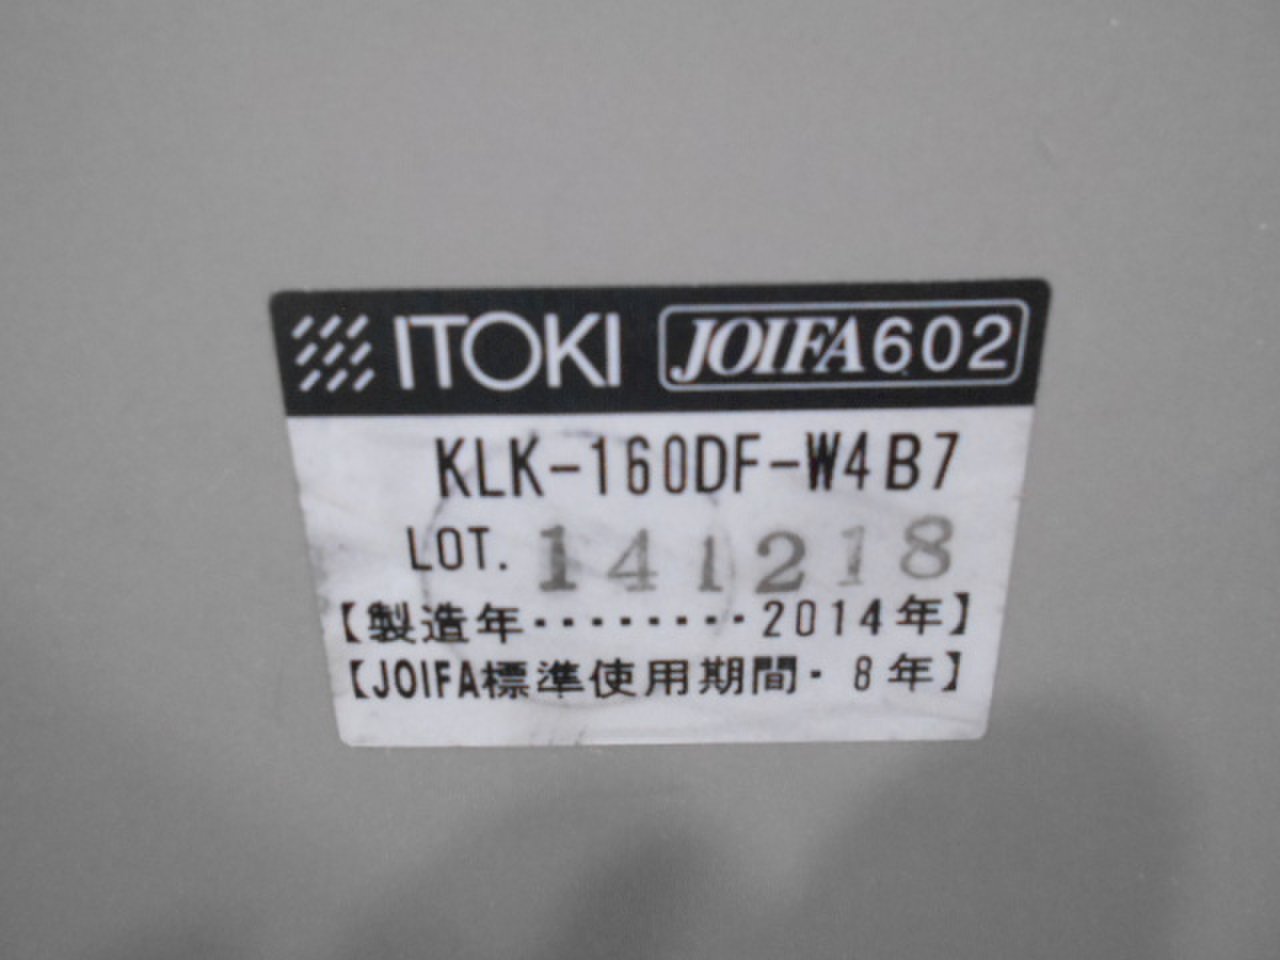 ITOKI JOIFA602
KLK-160DF-W4B7
LOT. 141218
【製造年········2014年】
【JOIFA標準使用期間· 8年】